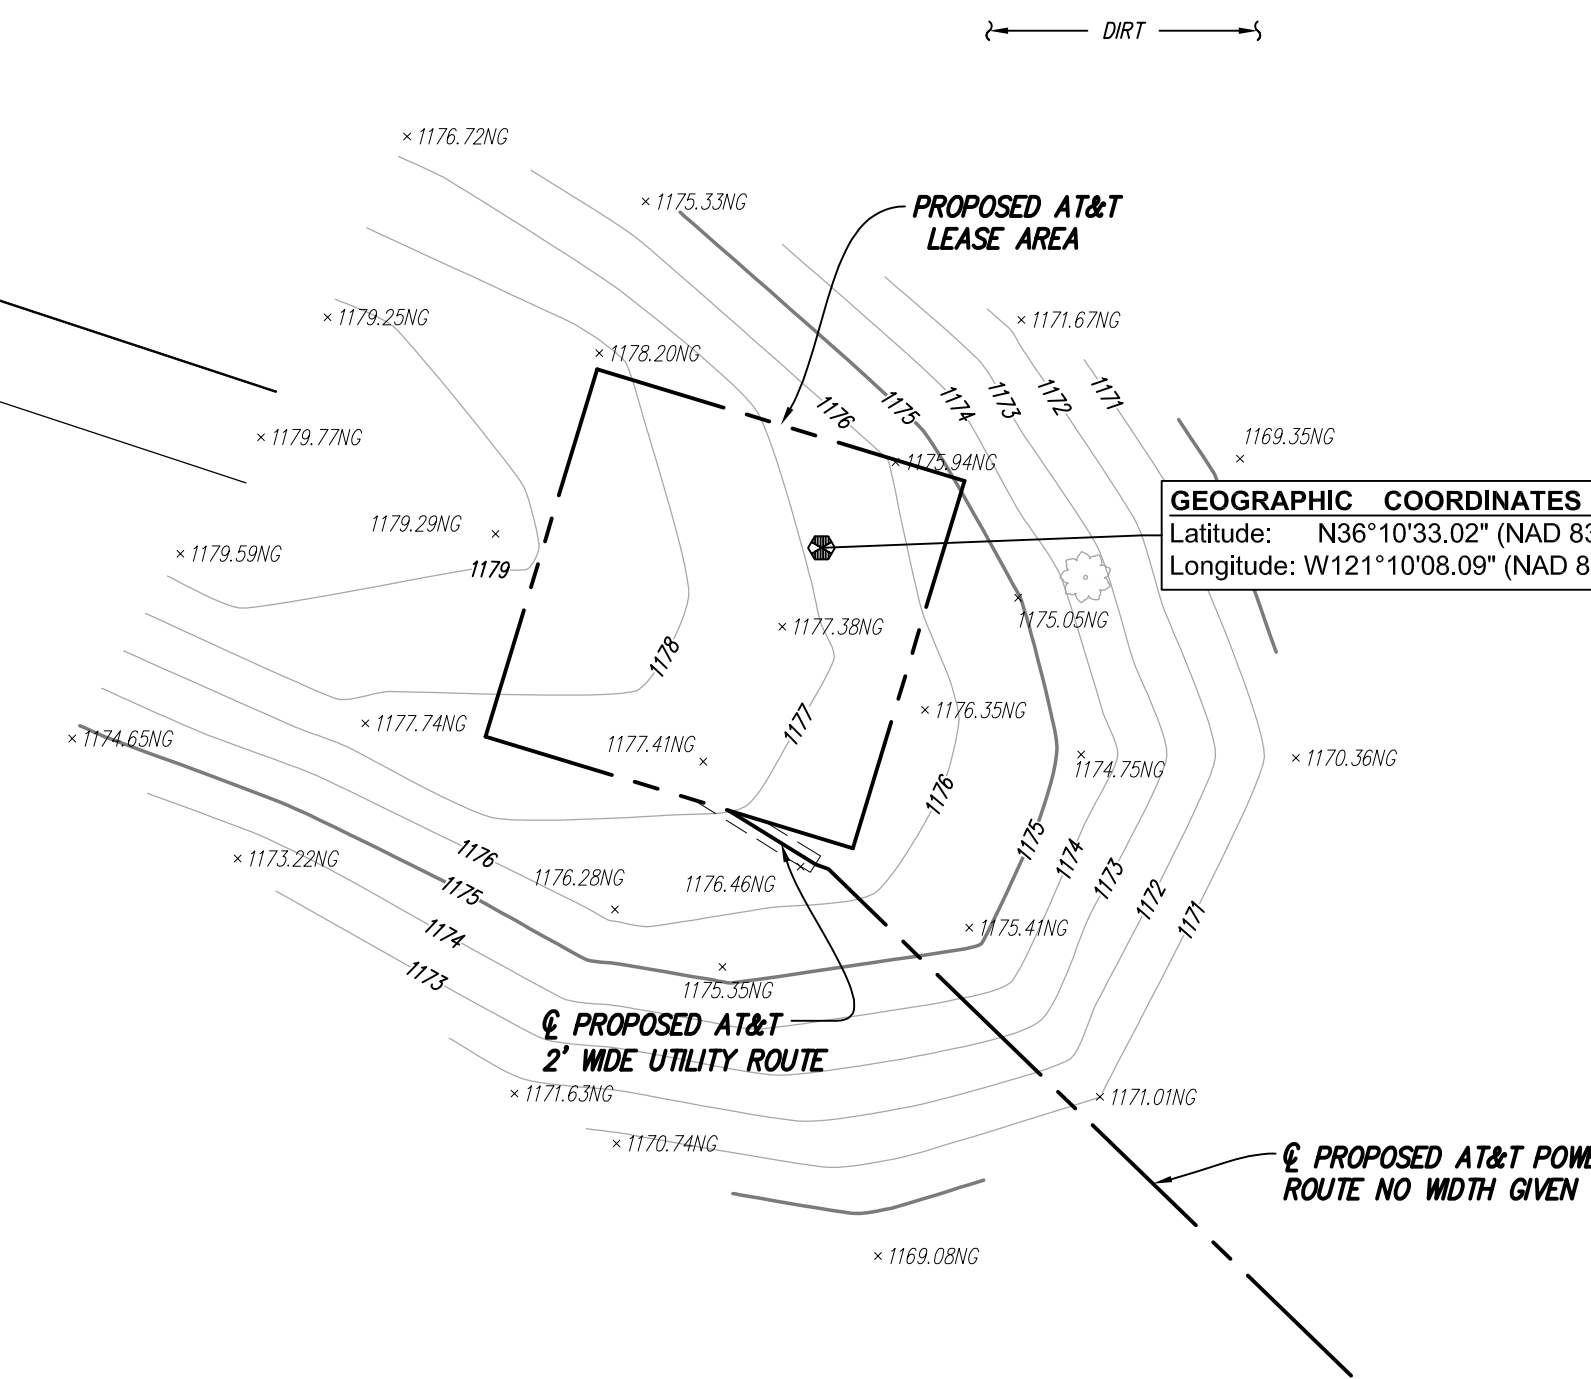 DIRT
1176.72NG
1175.33NG
PROPOSED AT&T
LEASE AREA
1179.25NG
1171.67NG
1178.20NG
1176
1175
1174
1173
1172
1171
1179.77NG
1175.94NG
1169.35NG
GEOGRAPHIC COORDINATES
Latitude: N36°10'33.02" (NAD 83
Longitude: W121°10'08.09" (NAD 8
1179.29NG
1179.59NG
1179
1175.05NG
1177.38NG
1178
1177.74NG
1177
1176.35NG
1174.65NG
1177.41NG
1174.75NG
1170.36NG
1176
1175
1174
1173
1172
1171
1173.22NG
1176
1175
1174
1173
1176.28NG
1176.46NG
1175.41NG
1175.35NG
℄ PROPOSED AT&T
2' WIDE UTILITY ROUTE
1171.63NG
1171.01NG
1170.74NG
℄ PROPOSED AT&T POWE
ROUTE NO WIDTH GIVEN
1169.08NG